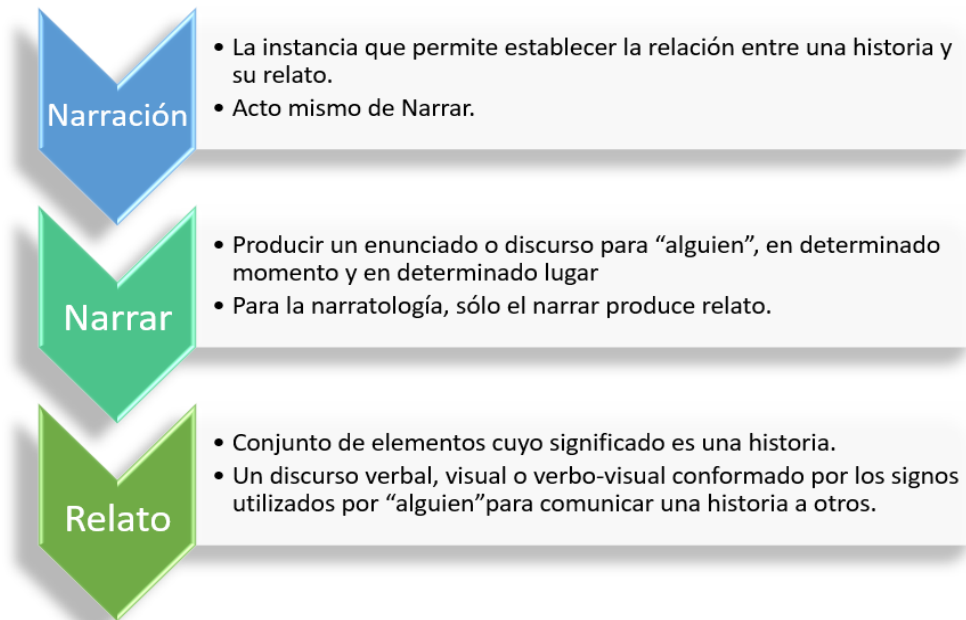 Narración
• La instancia que permite establecer la relación entre una historia y
su relato.
• Acto mismo de Narrar.
Narrar
• Producir un enunciado o discurso para “alguien”, en determinado
momento y en determinado lugar
• Para la narratología, sólo el narrar produce relato.
Relato
• Conjunto de elementos cuyo significado es una historia.
• Un discurso verbal, visual o verbo-visual conformado por los signos
utilizados por “alguien”para comunicar una historia a otros.